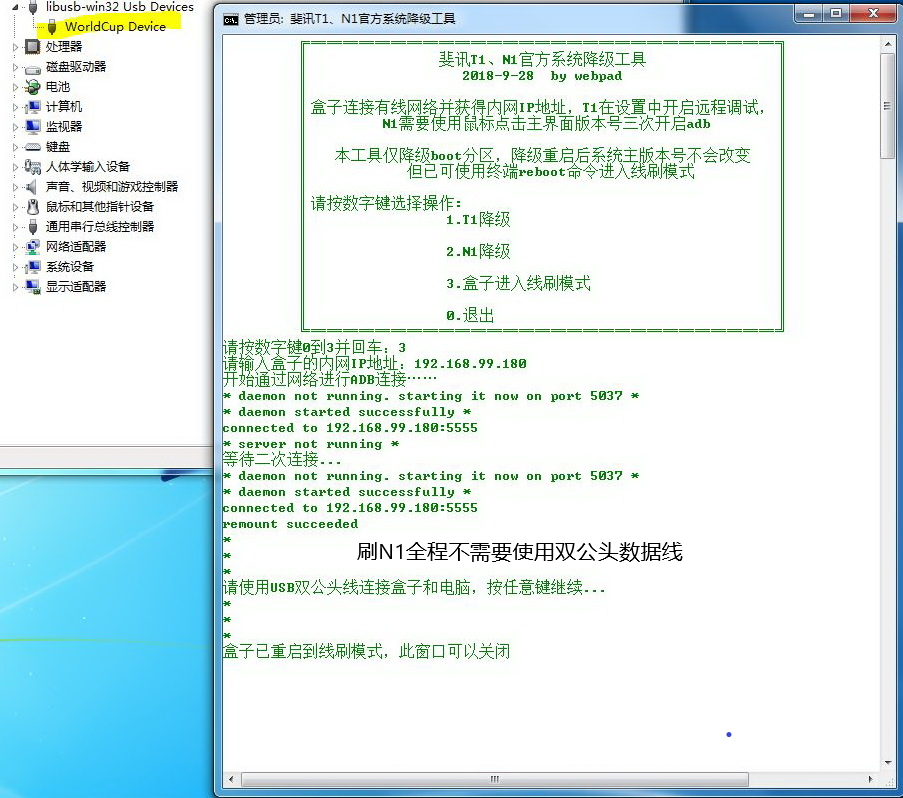 libusb-win32 Usb Devices
WorldCup Device
处理器
磁盘驱动器
电池
计算机
监视器
键盘
人体学输入设备
声音、视频和游戏控制器
鼠标和其他指针设备
通用串行总线控制器
网络适配器
系统设备
显示适配器
管理员: 斐讯T1、N1官方系统降级工具
斐讯T1、N1官方系统降级工具
2018-9-28 by webpad
盒子连接有线网络并获得内网IP地址，T1在设置中开启远程调试，
N1需要使用鼠标点击主界面版本号三次开启adb
本工具仅降级boot分区，降级重启后系统主版本号不会改变
但已可使用终端reboot命令进入线刷模式
请按数字键选择操作：
1.T1降级
2.N1降级
3.盒子进入线刷模式
0.退出
请按数字键0到3并回车：3
请输入盒子的内网IP地址：192.168.99.180
开始通过网络进行ADB连接……
* daemon not running. starting it now on port 5037 *
* daemon started successfully *
connected to 192.168.99.180:5555
* server not running *
等待二次连接...
* daemon not running. starting it now on port 5037 *
* daemon started successfully *
connected to 192.168.99.180:5555
remount succeeded
*
*
刷N1全程不需要使用双公头数据线
*
请使用USB双公头线连接盒子和电脑，按任意键继续...
*
*
*
盒子已重启到线刷模式，此窗口可以关闭